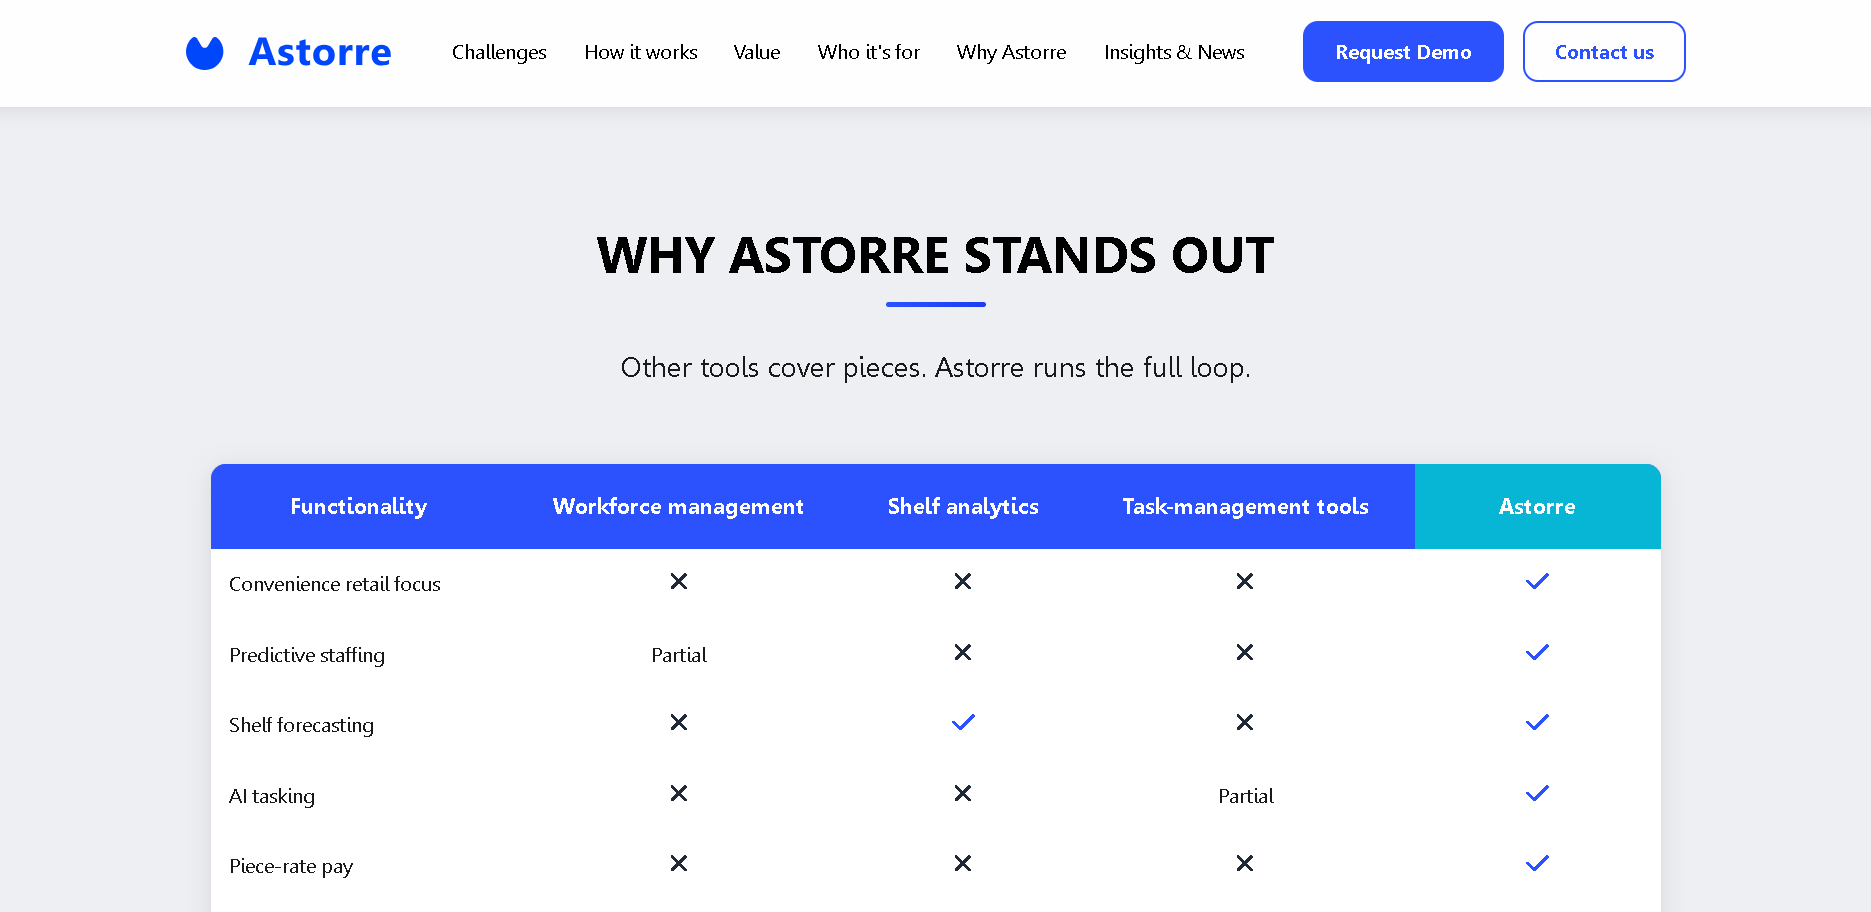 Astorre Challenges How it works Value Who it's for Why Astorre Insights & News Request Demo Contact us
WHY ASTORRE STANDS OUT
Other tools cover pieces. Astorre runs the full loop.
Functionality Workforce management Shelf analytics Task-management tools Astorre
Convenience retail focus
Predictive staffing Partial
Shelf forecasting
AI tasking Partial
Piece-rate pay